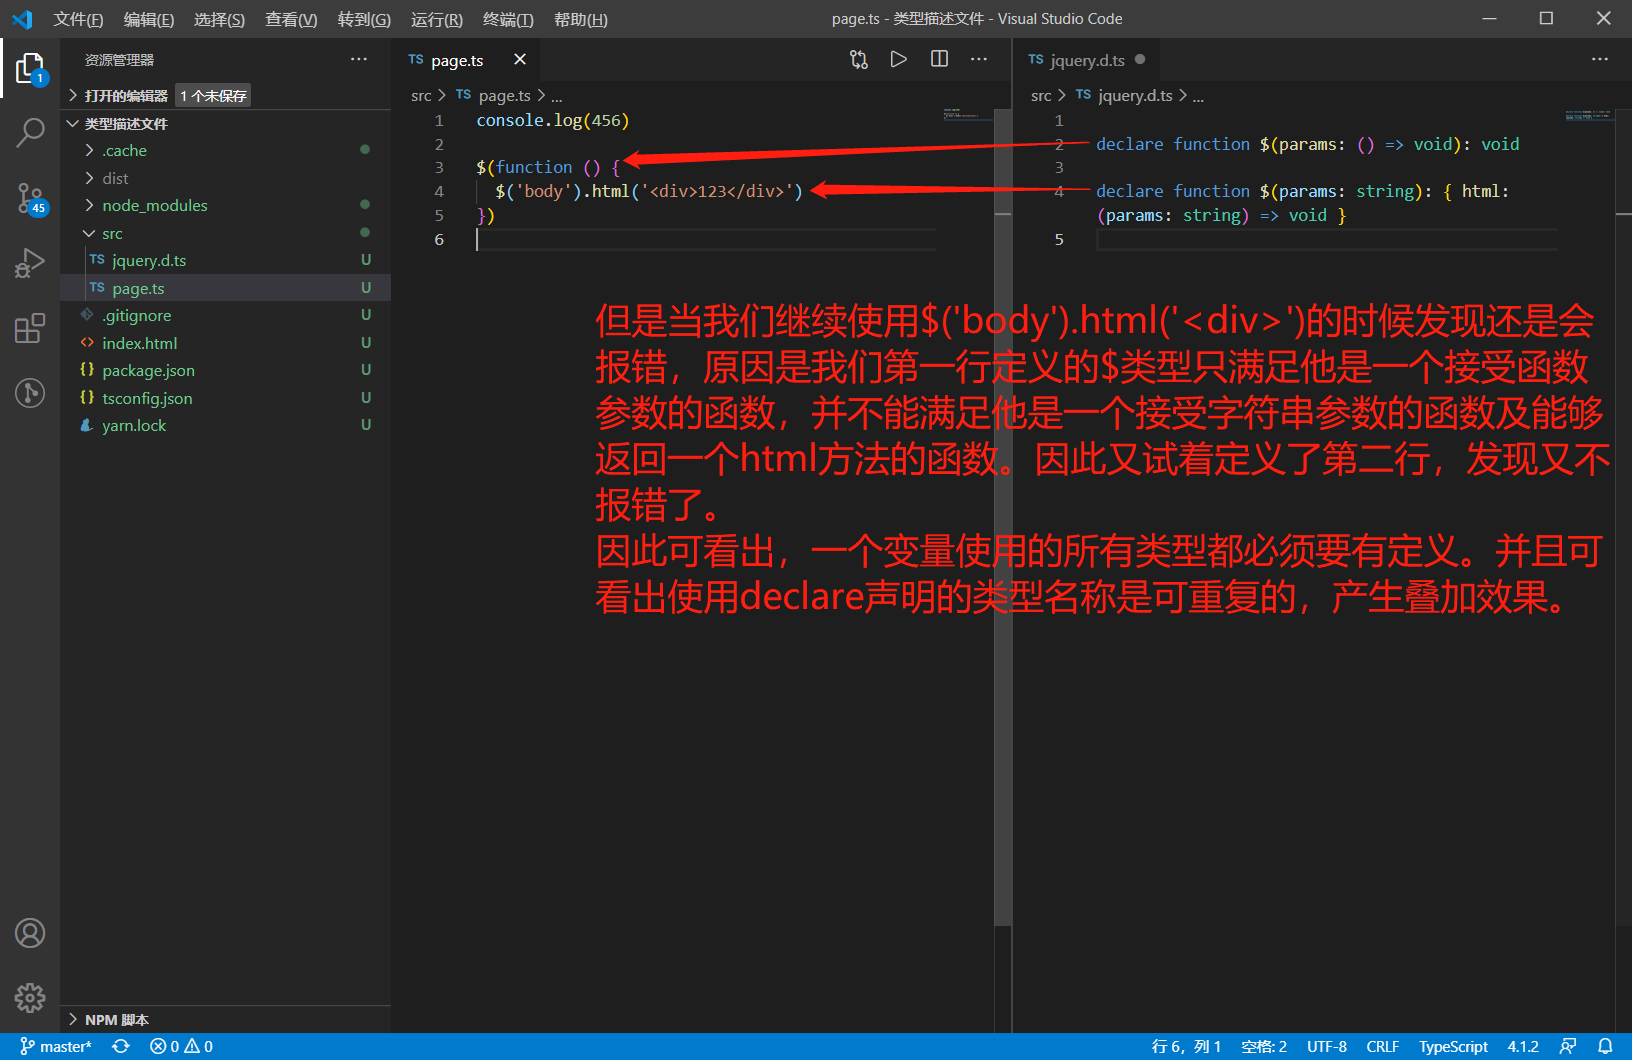 文件(F) 编辑(E) 选择(S) 查看(V) 转到(G) 运行(R) 终端(T) 帮助(H) page.ts - 类型描述文件 - Visual Studio Code
资源管理器
打开的编辑器 1 个未保存
类型描述文件
.cache
dist
node_modules
src
TS jquery.d.ts U
TS page.ts U
.gitignore U
<> index.html U
{} package.json U
{} tsconfig.json U
yarn.lock U
NPM 脚本
1
45
TS page.ts
src > TS page.ts > ...
1 console.log(456)
2
3 $(function () {
4 $('body').html('<div>123</div>')
5 })
6
TS jquery.d.ts
src > TS jquery.d.ts > ...
1
2 declare function $(params: () => void): void
3
4 declare function $(params: string): { html:
(params: string) => void }
5
但是当我们继续使用$('body').html('<div>')的时候发现还是会
报错，原因是我们第一行定义的$类型只满足他是一个接受函数
参数的函数，并不能满足他是一个接受字符串参数的函数及能够
返回一个html方法的函数。因此又试着定义了第二行，发现又不
报错了。
因此可看出，一个变量使用的所有类型都必须要有定义。并且可
看出使用declare声明的类型名称是可重复的，产生叠加效果。
master* 0 0 行 6，列 1 空格: 2 UTF-8 CRLF TypeScript 4.1.2